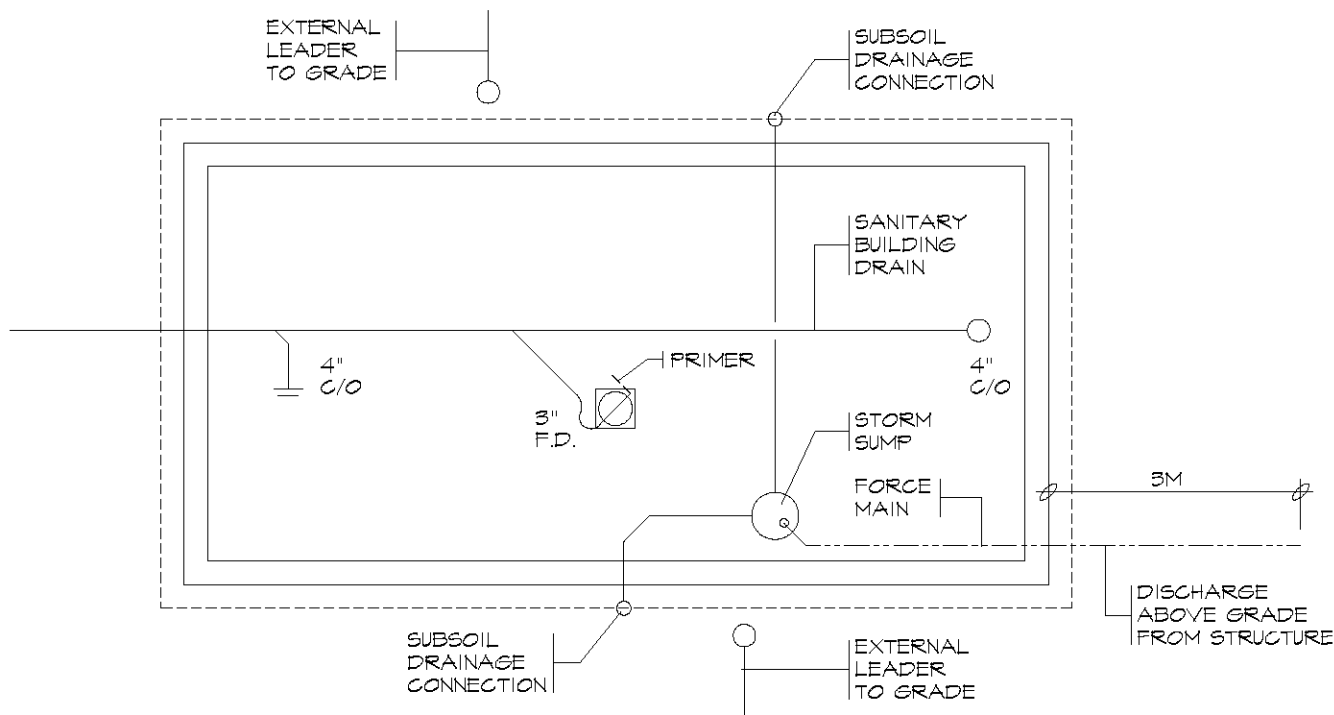 EXTERNAL
LEADER
TO GRADE
SUBSOIL
DRAINAGE
CONNECTION
SANITARY
BUILDING
DRAIN
4"
C/O
PRIMER
3"
F.D.
4"
C/O
STORM
SUMP
FORCE
MAIN
3M
DISCHARGE
ABOVE GRADE
FROM STRUCTURE
SUBSOIL
DRAINAGE
CONNECTION
EXTERNAL
LEADER
TO GRADE